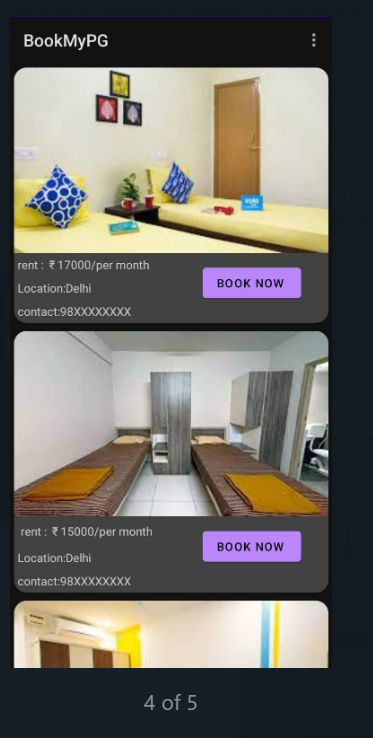 BookMyPG
rent : ₹17000/per month
BOOK NOW
Location:Delhi
contact:98XXXXXXXX
rent : ₹15000/per month
BOOK NOW
Location:Delhi
contact:98XXXXXXXX
4 of 5